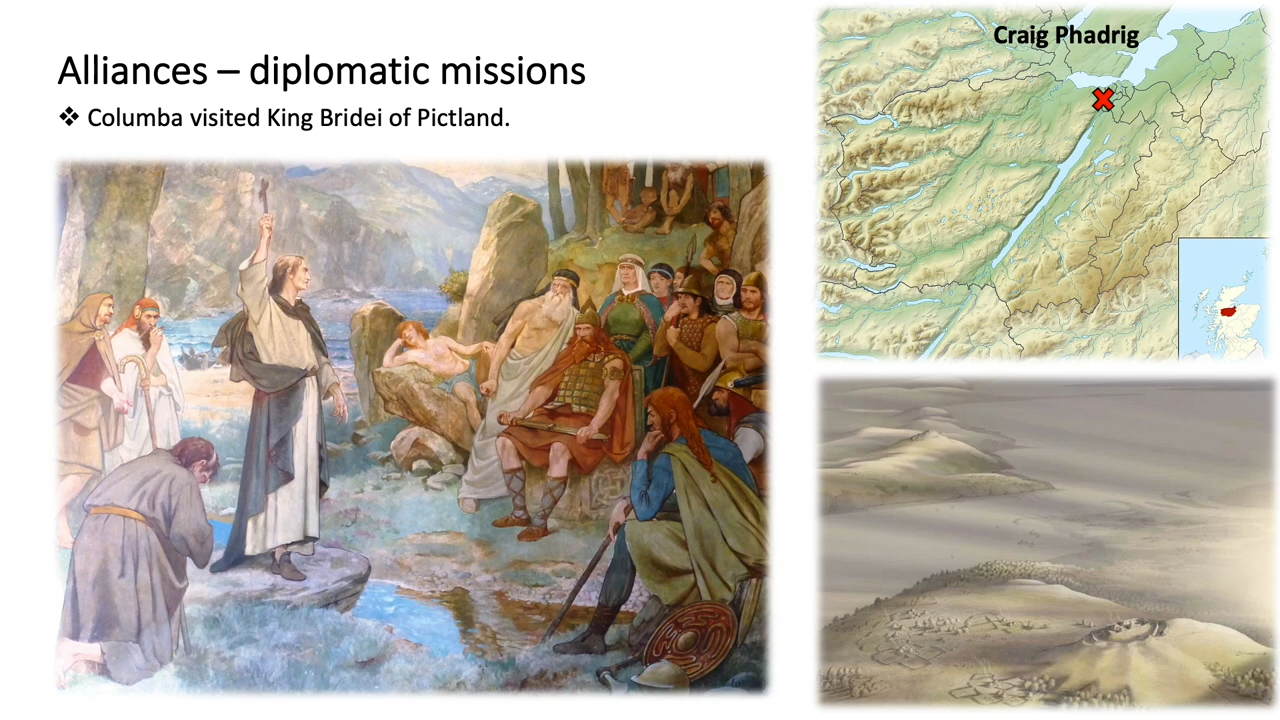 Alliances – diplomatic missions
❖ Columba visited King Bridei of Pictland.
Craig Phadrig